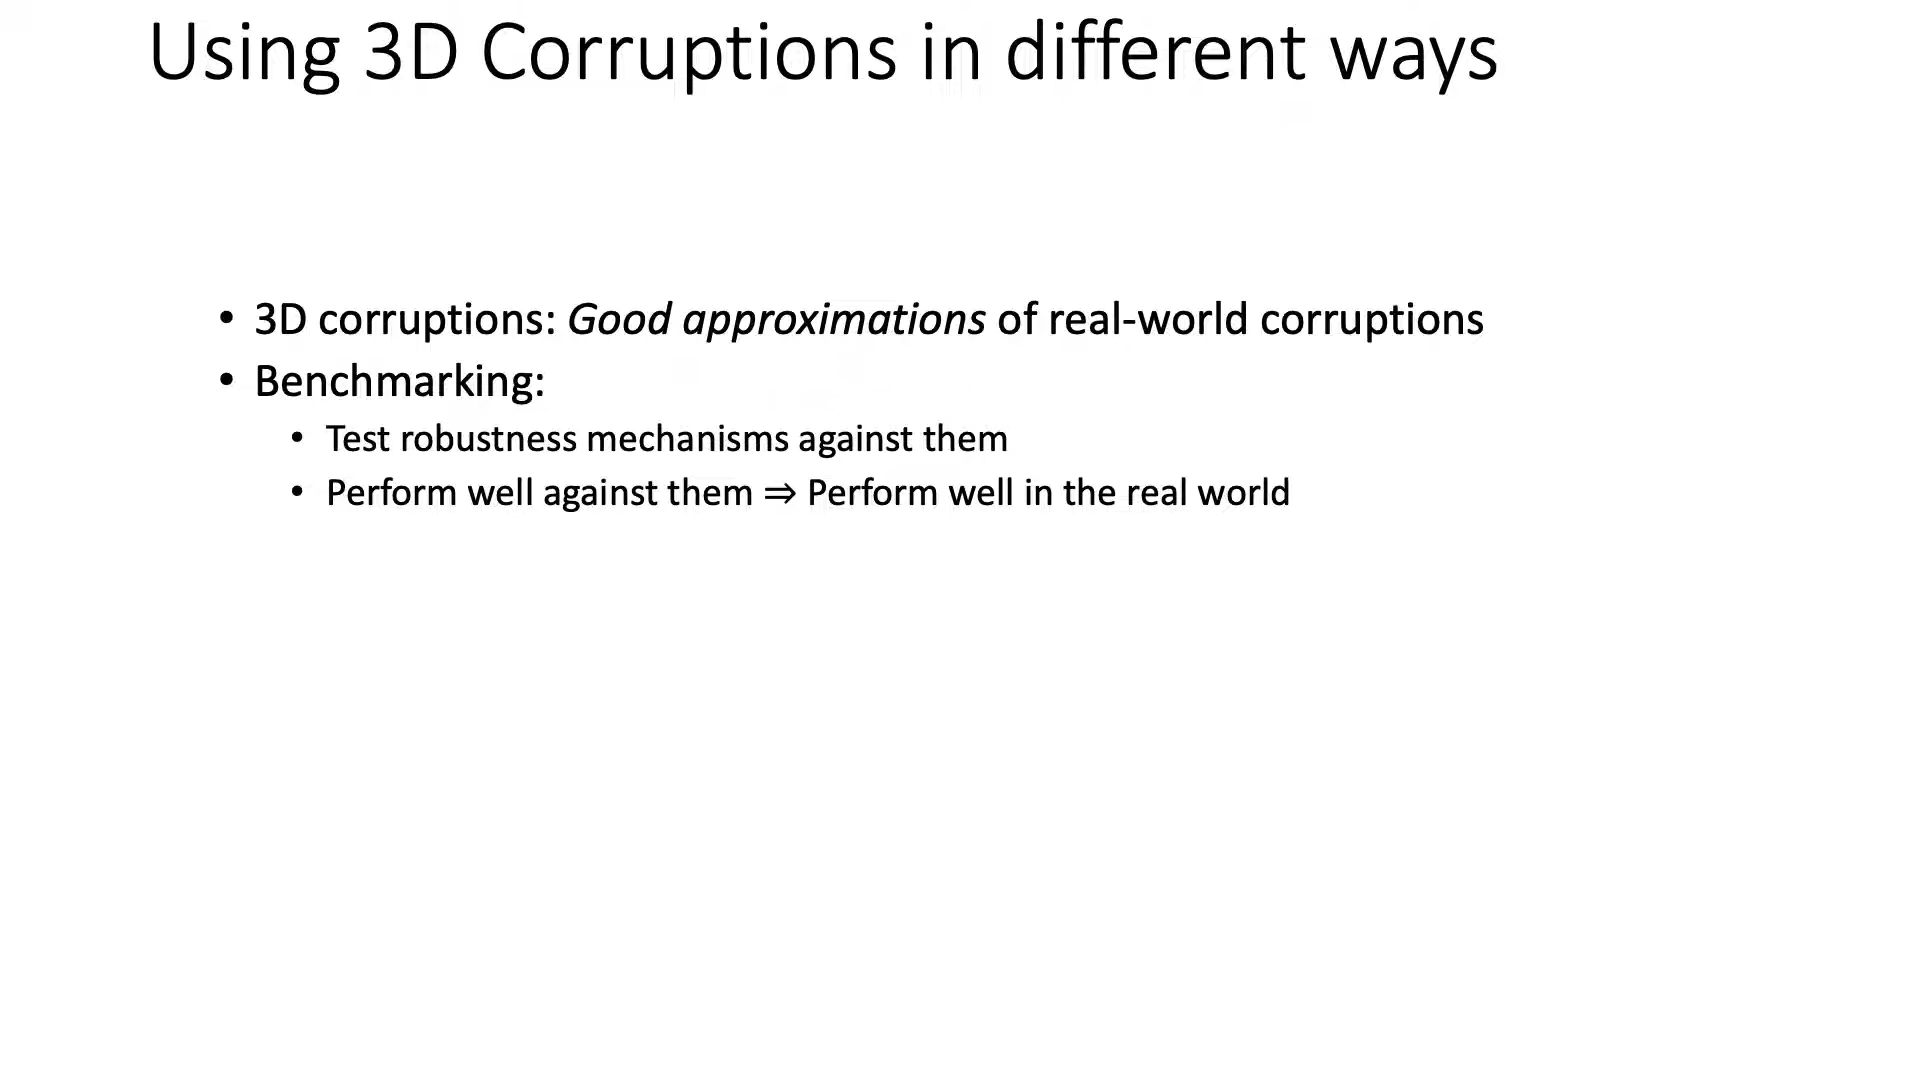 Using 3D Corruptions in different ways
• 3D corruptions: Good approximations of real-world corruptions
• Benchmarking:
• Test robustness mechanisms against them
• Perform well against them ⇒ Perform well in the real world